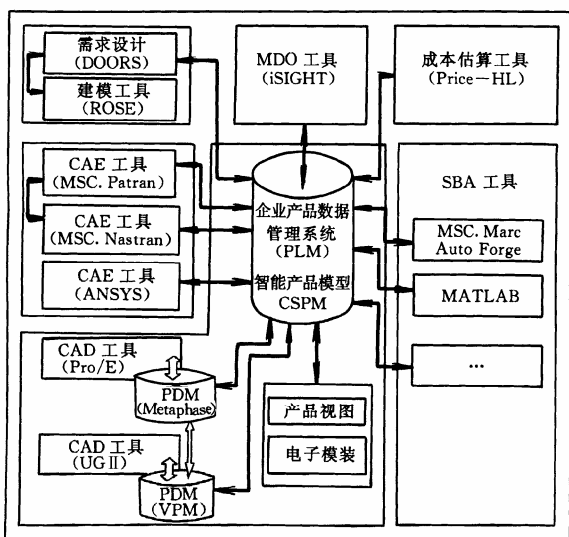 需求设计
(DOORS)
建模工具
(ROSE)
MDO 工具
(iSIGHT)
成本估算工具
(Price－HL)
CAE 工具
(MSC. Patran)
CAE 工具
(MSC. Nastran)
CAE 工具
(ANSYS)
企业产品数据
管理系统
(PLM)
智能产品模型
CSPM
SBA 工具
MSC. Marc
Auto Forge
MATLAB
…
CAD 工具
(Pro/E)
PDM
(Metaphase)
CAD 工具
(UGⅡ)
PDM
(VPM)
产品视图
电子模装